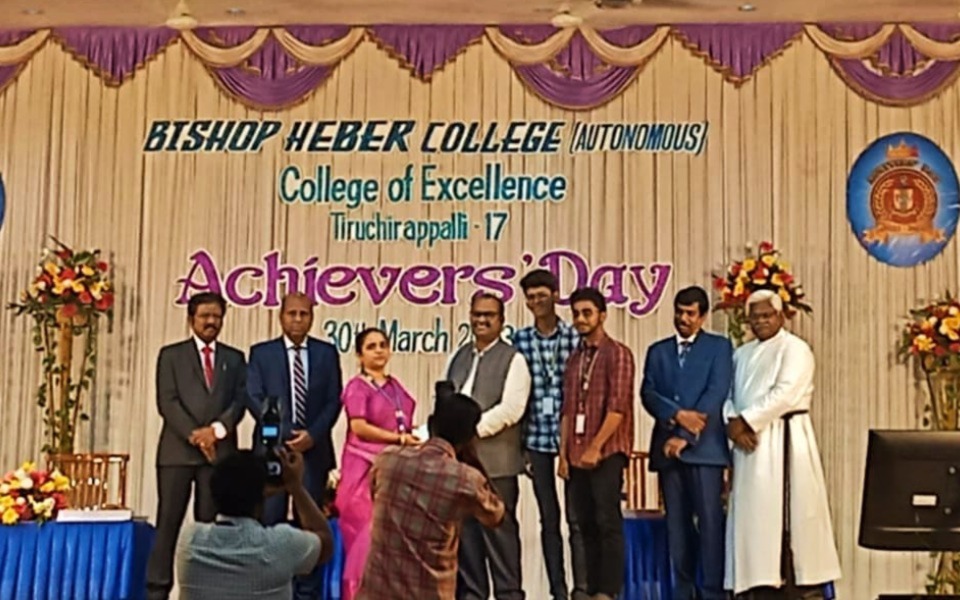 BISHOP HEBER COLLEGE (AUTONOMOUS)
College of Excellence
Tiruchirappalli - 17
Achievers' Day
30th March